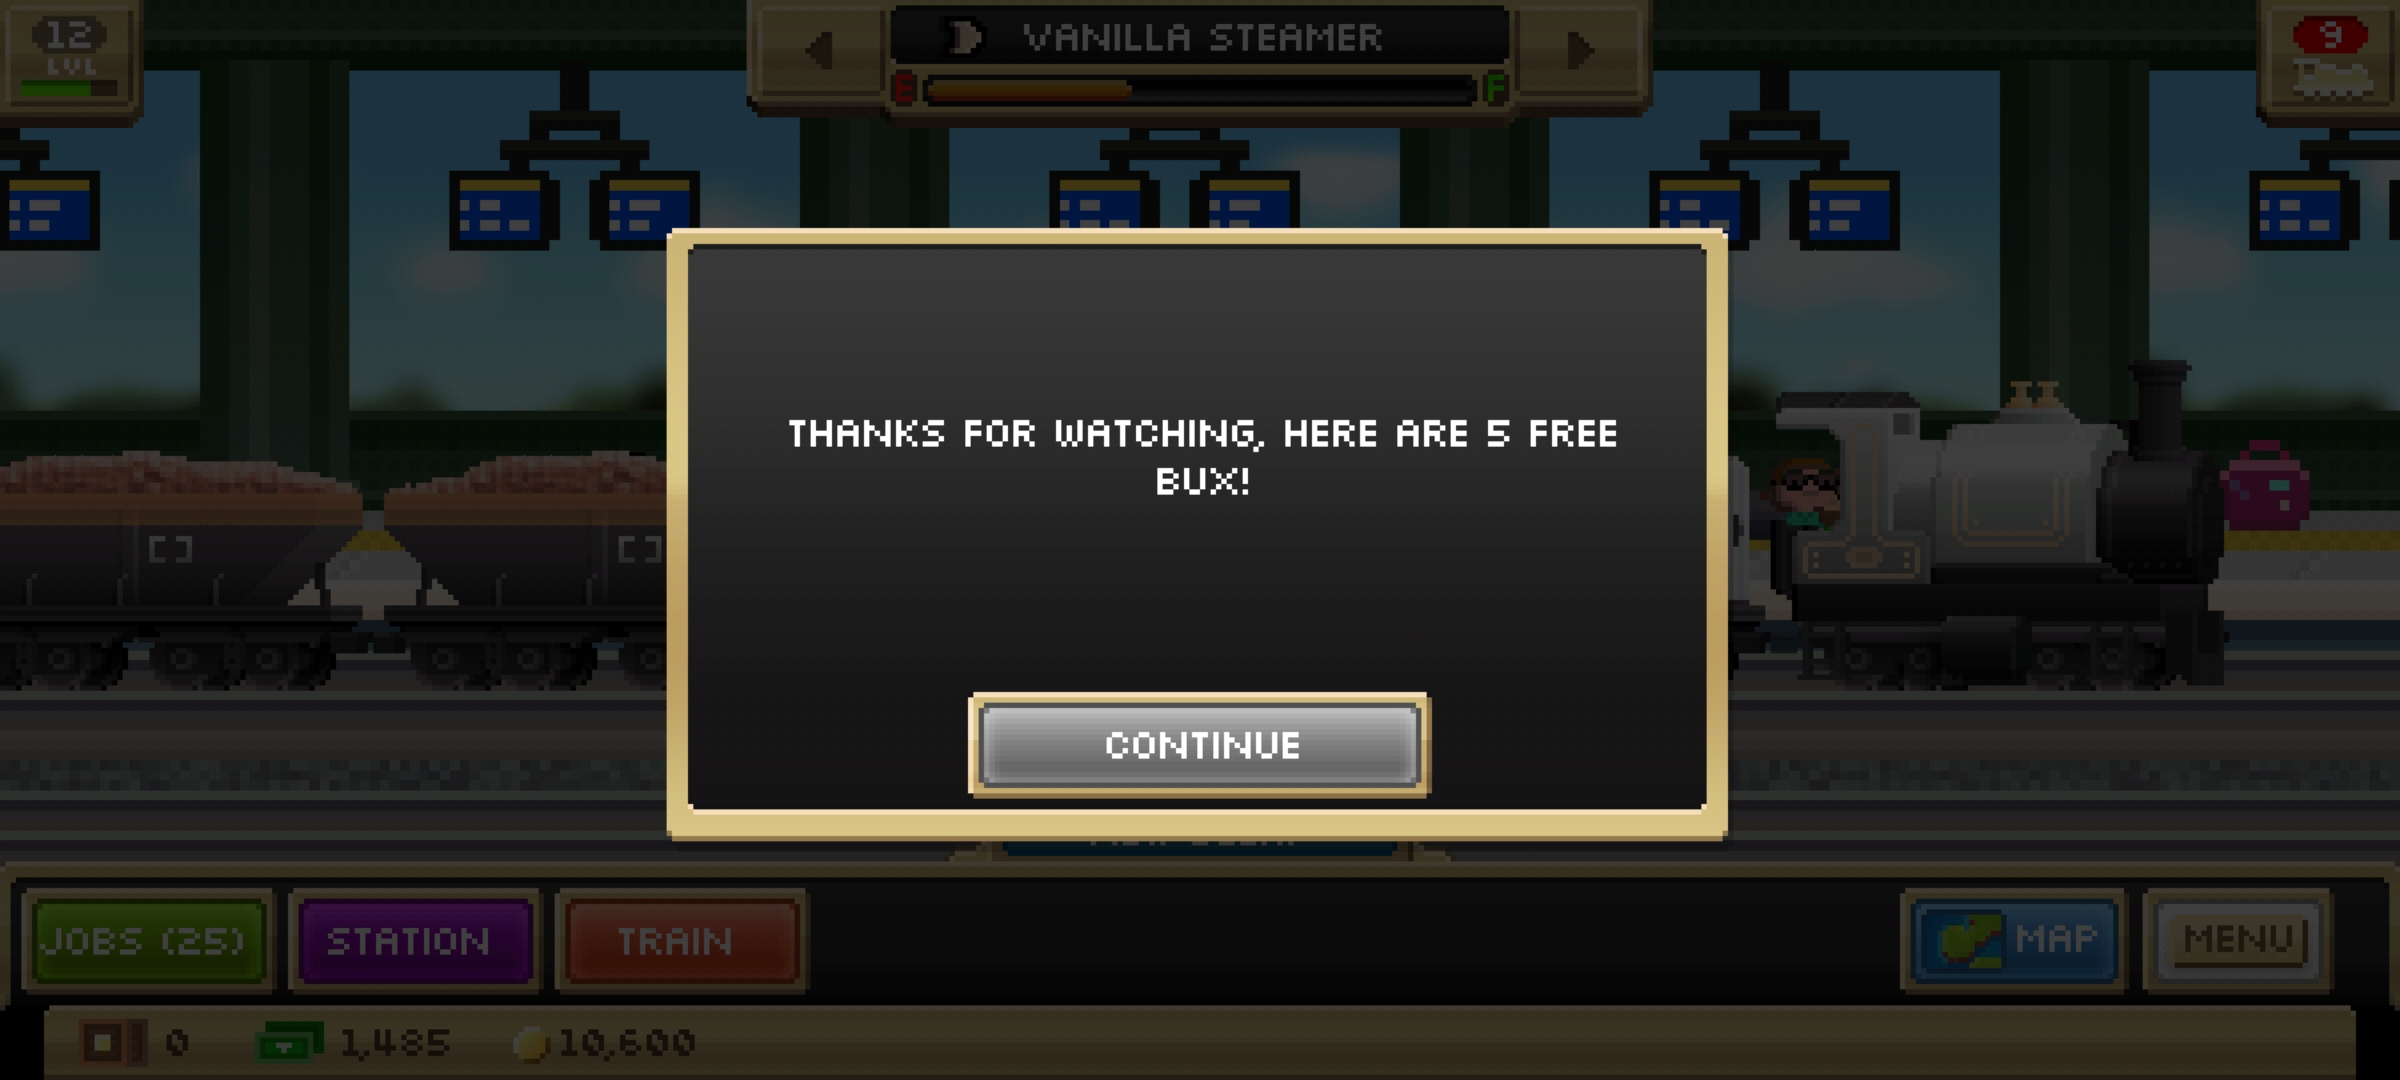 12
LVL
VANILLA STEAMER
E
F
9
THANKS FOR WATCHING, HERE ARE 5 FREE
BUX!
CONTINUE
JOBS (25)
STATION
TRAIN
MAP
MENU
0
1,485
10,600